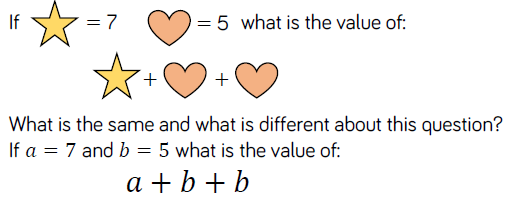 If = 7 = 5 what is the value of:
+ +
What is the same and what is different about this question?
If a = 7 and b = 5 what is the value of:
a + b + b